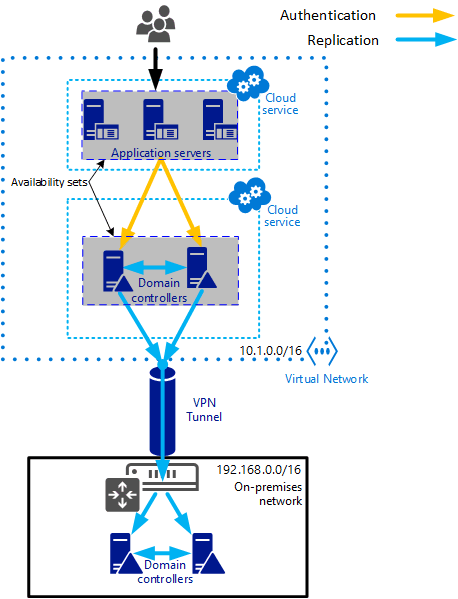 Authentication
Replication
Cloud
service
Application servers
Availability sets
Cloud
service
Domain
controllers
10.1.0.0/16
Virtual Network
VPN
Tunnel
192.168.0.0/16
On-premises
network
Domain
controllers